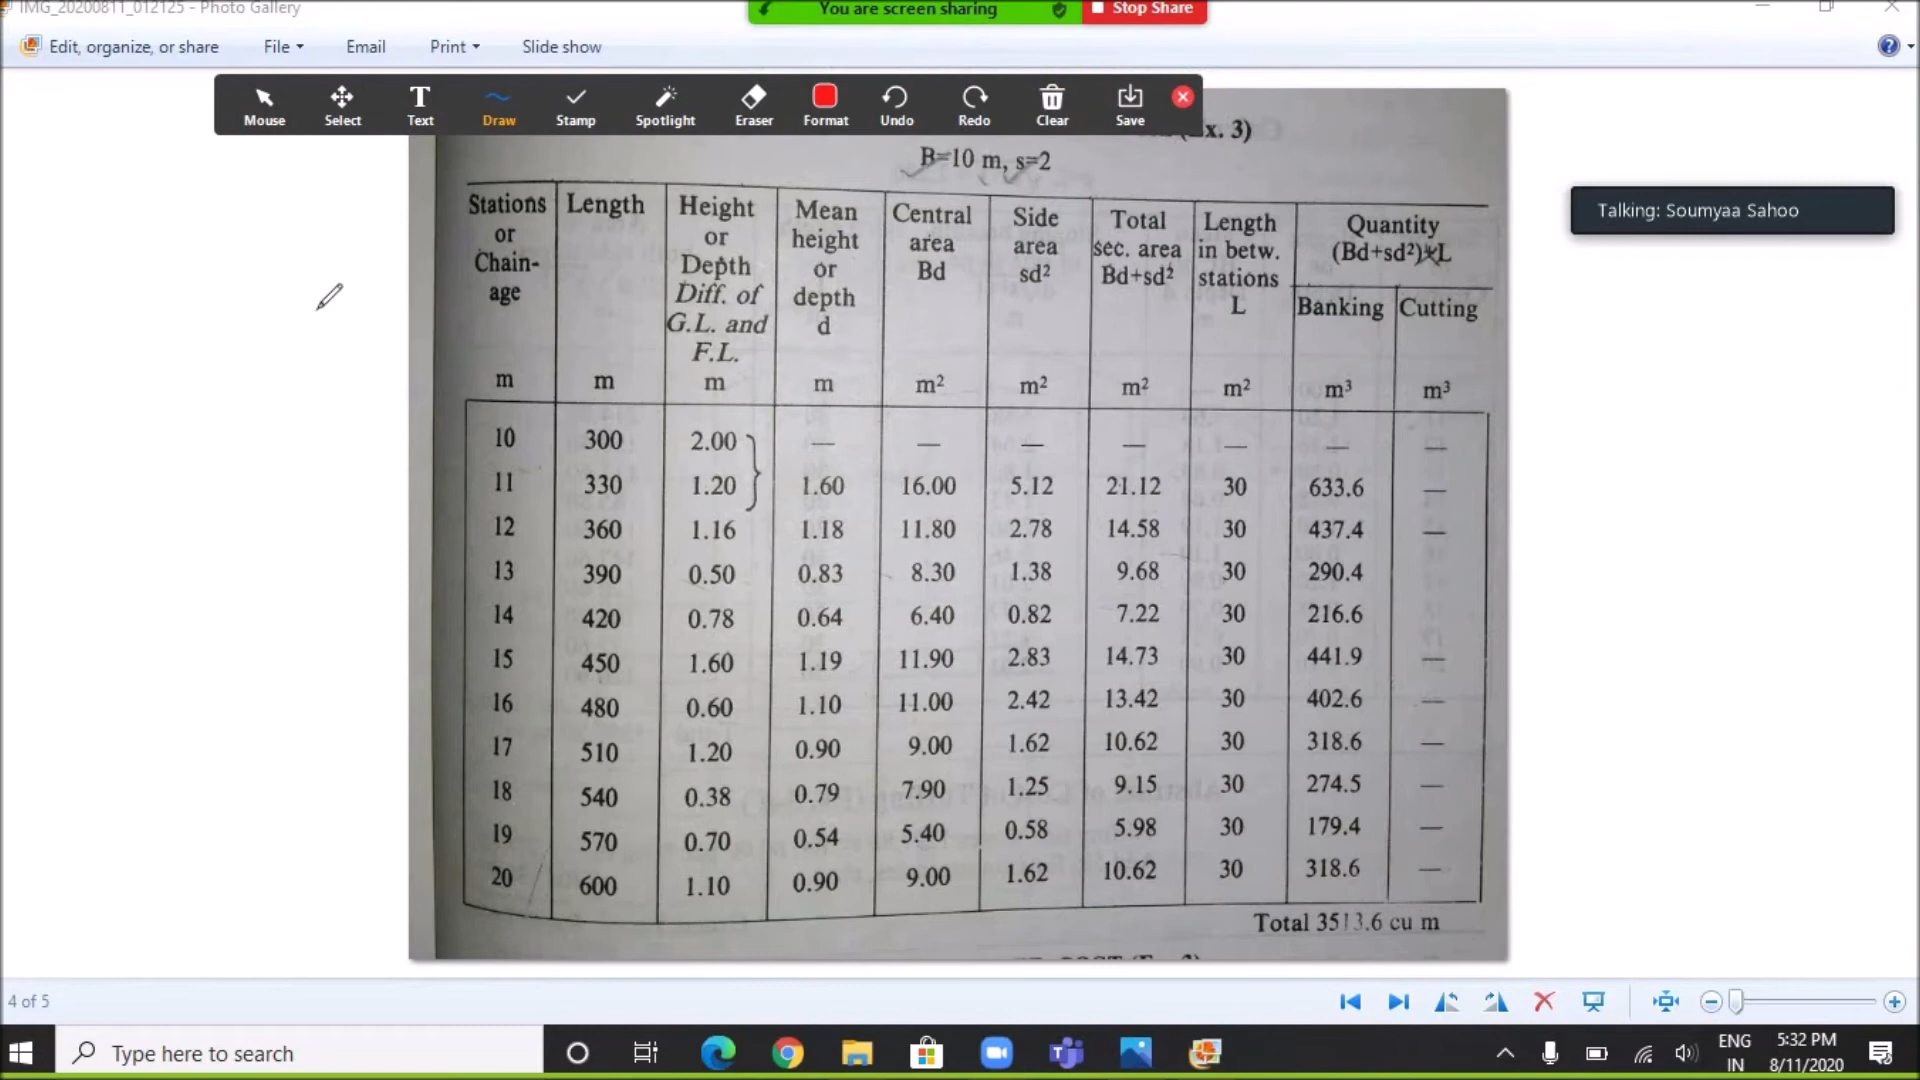 IMG_20200811_012125 - Photo Gallery
You are screen sharing
Stop Share
Edit, organize, or share File Email Print Slide show
Mouse Select Text Draw Stamp Spotlight Eraser Format Undo Redo Clear Save
Ex. 3)
B=10 m, s=2
Talking: Soumyaa Sahoo
Stations or Chain-age m
Length m
Height or Depth Diff. of G.L. and F.L. m
Mean height or depth d m
Central area Bd m²
Side area sd² m²
Total sec. area Bd+sd² m²
Length in betw. stations L m²
Quantity (Bd+sd²)×L
Banking m³
Cutting m³
10 300 2.00 — — — — — — —
11 330 1.20 1.60 16.00 5.12 21.12 30 633.6 —
12 360 1.16 1.18 11.80 2.78 14.58 30 437.4 —
13 390 0.50 0.83 8.30 1.38 9.68 30 290.4
14 420 0.78 0.64 6.40 0.82 7.22 30 216.6
15 450 1.60 1.19 11.90 2.83 14.73 30 441.9 —
16 480 0.60 1.10 11.00 2.42 13.42 30 402.6 —
17 510 1.20 0.90 9.00 1.62 10.62 30 318.6 —
18 540 0.38 0.79 7.90 1.25 9.15 30 274.5 —
19 570 0.70 0.54 5.40 0.58 5.98 30 179.4 —
20 600 1.10 0.90 9.00 1.62 10.62 30 318.6 —
Total 3513.6 cu m
4 of 5
Type here to search
ENG
IN
5:32 PM
8/11/2020